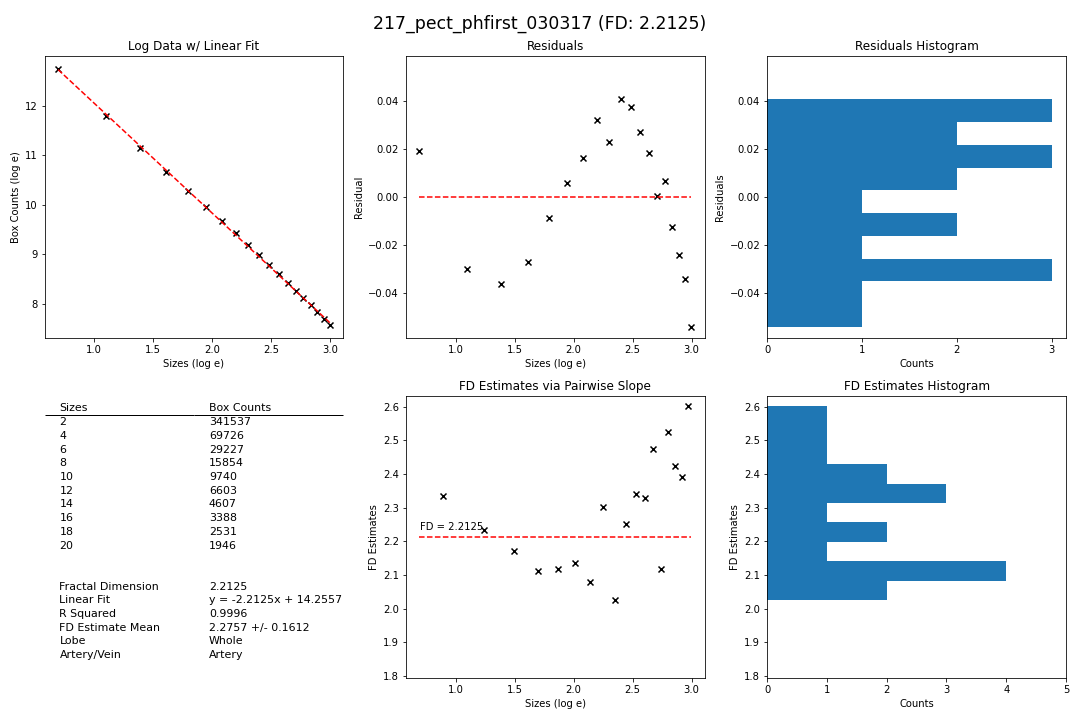 217_pect_phfirst_030317 (FD: 2.2125)
Log Data w/ Linear Fit
Box Counts (log e)
12
11
10
9
8
1.0 1.5 2.0 2.5 3.0
Sizes (log e)
Residuals
Residual
0.04
0.02
0.00
−0.02
−0.04
1.0 1.5 2.0 2.5 3.0
Sizes (log e)
Residuals Histogram
Residuals
0.04
0.02
0.00
−0.02
−0.04
0 1 2 3
Counts
Sizes Box Counts
2 341537
4 69726
6 29227
8 15854
10 9740
12 6603
14 4607
16 3388
18 2531
20 1946
Fractal Dimension 2.2125
Linear Fit y = -2.2125x + 14.2557
R Squared 0.9996
FD Estimate Mean 2.2757 +/- 0.1612
Lobe Whole
Artery/Vein Artery
FD Estimates via Pairwise Slope
FD Estimates
2.6
2.5
2.4
2.3
2.2
2.1
2.0
1.9
1.8
FD = 2.2125
1.0 1.5 2.0 2.5 3.0
Sizes (log e)
FD Estimates Histogram
FD Estimates
2.6
2.5
2.4
2.3
2.2
2.1
2.0
1.9
1.8
0 1 2 3 4 5
Counts